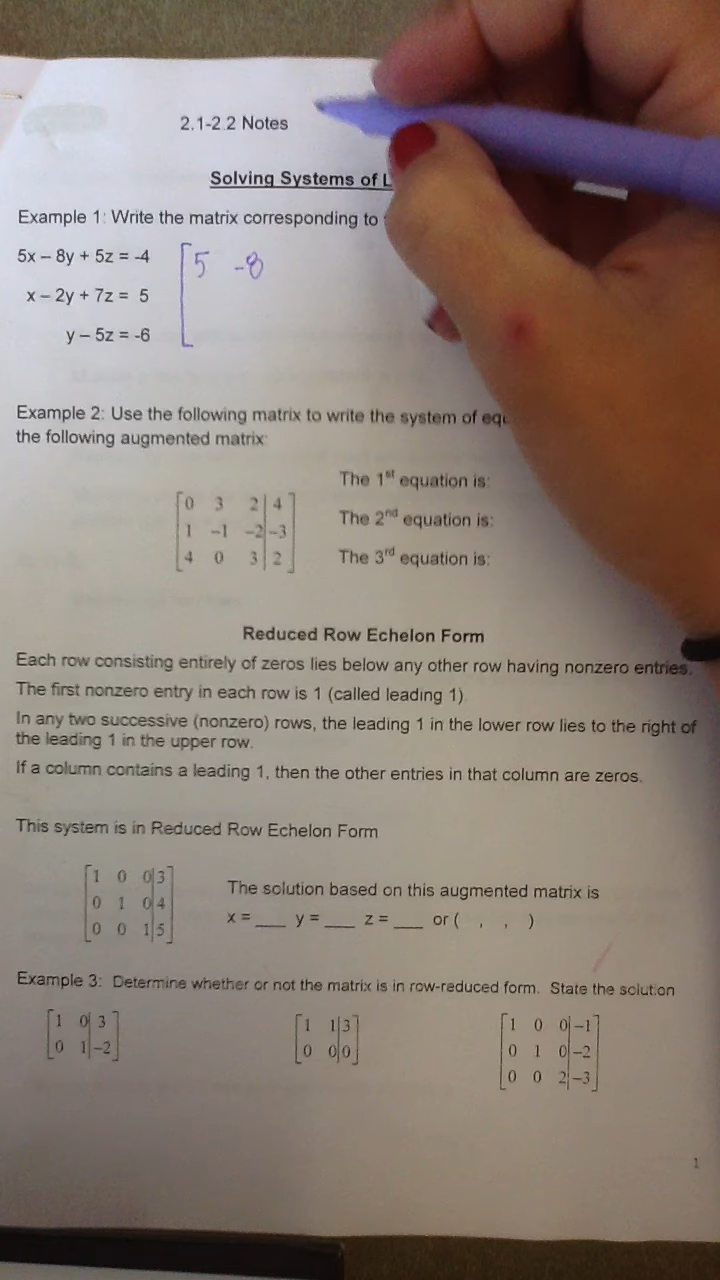 2.1-2.2 Notes
Solving Systems of L
Example 1: Write the matrix corresponding to
5x – 8y + 5z = -4
[5 -8
x – 2y + 7z = 5
y – 5z = -6
Example 2: Use the following matrix to write the system of equ
the following augmented matrix:
The 1st equation is:
[0 3 2 | 4]
The 2nd equation is:
[1 -1 -2 | -3]
The 3rd equation is:
[4 0 3 | 2]
Reduced Row Echelon Form
Each row consisting entirely of zeros lies below any other row having nonzero entries.
The first nonzero entry in each row is 1 (called leading 1)
In any two successive (nonzero) rows, the leading 1 in the lower row lies to the right of
the leading 1 in the upper row.
If a column contains a leading 1, then the other entries in that column are zeros.
This system is in Reduced Row Echelon Form
[1 0 0 | 3]
[0 1 0 | 4]
[0 0 1 | 5]
The solution based on this augmented matrix is
x = ___ y = ___ z = ___ or ( , , )
Example 3: Determine whether or not the matrix is in row-reduced form. State the solution
[1 0 | 3] [1 1 | 3] [1 0 0 | -1]
[0 1 | -2] [0 0 | 0] [0 1 0 | -2]
[0 0 2 | -3]
1